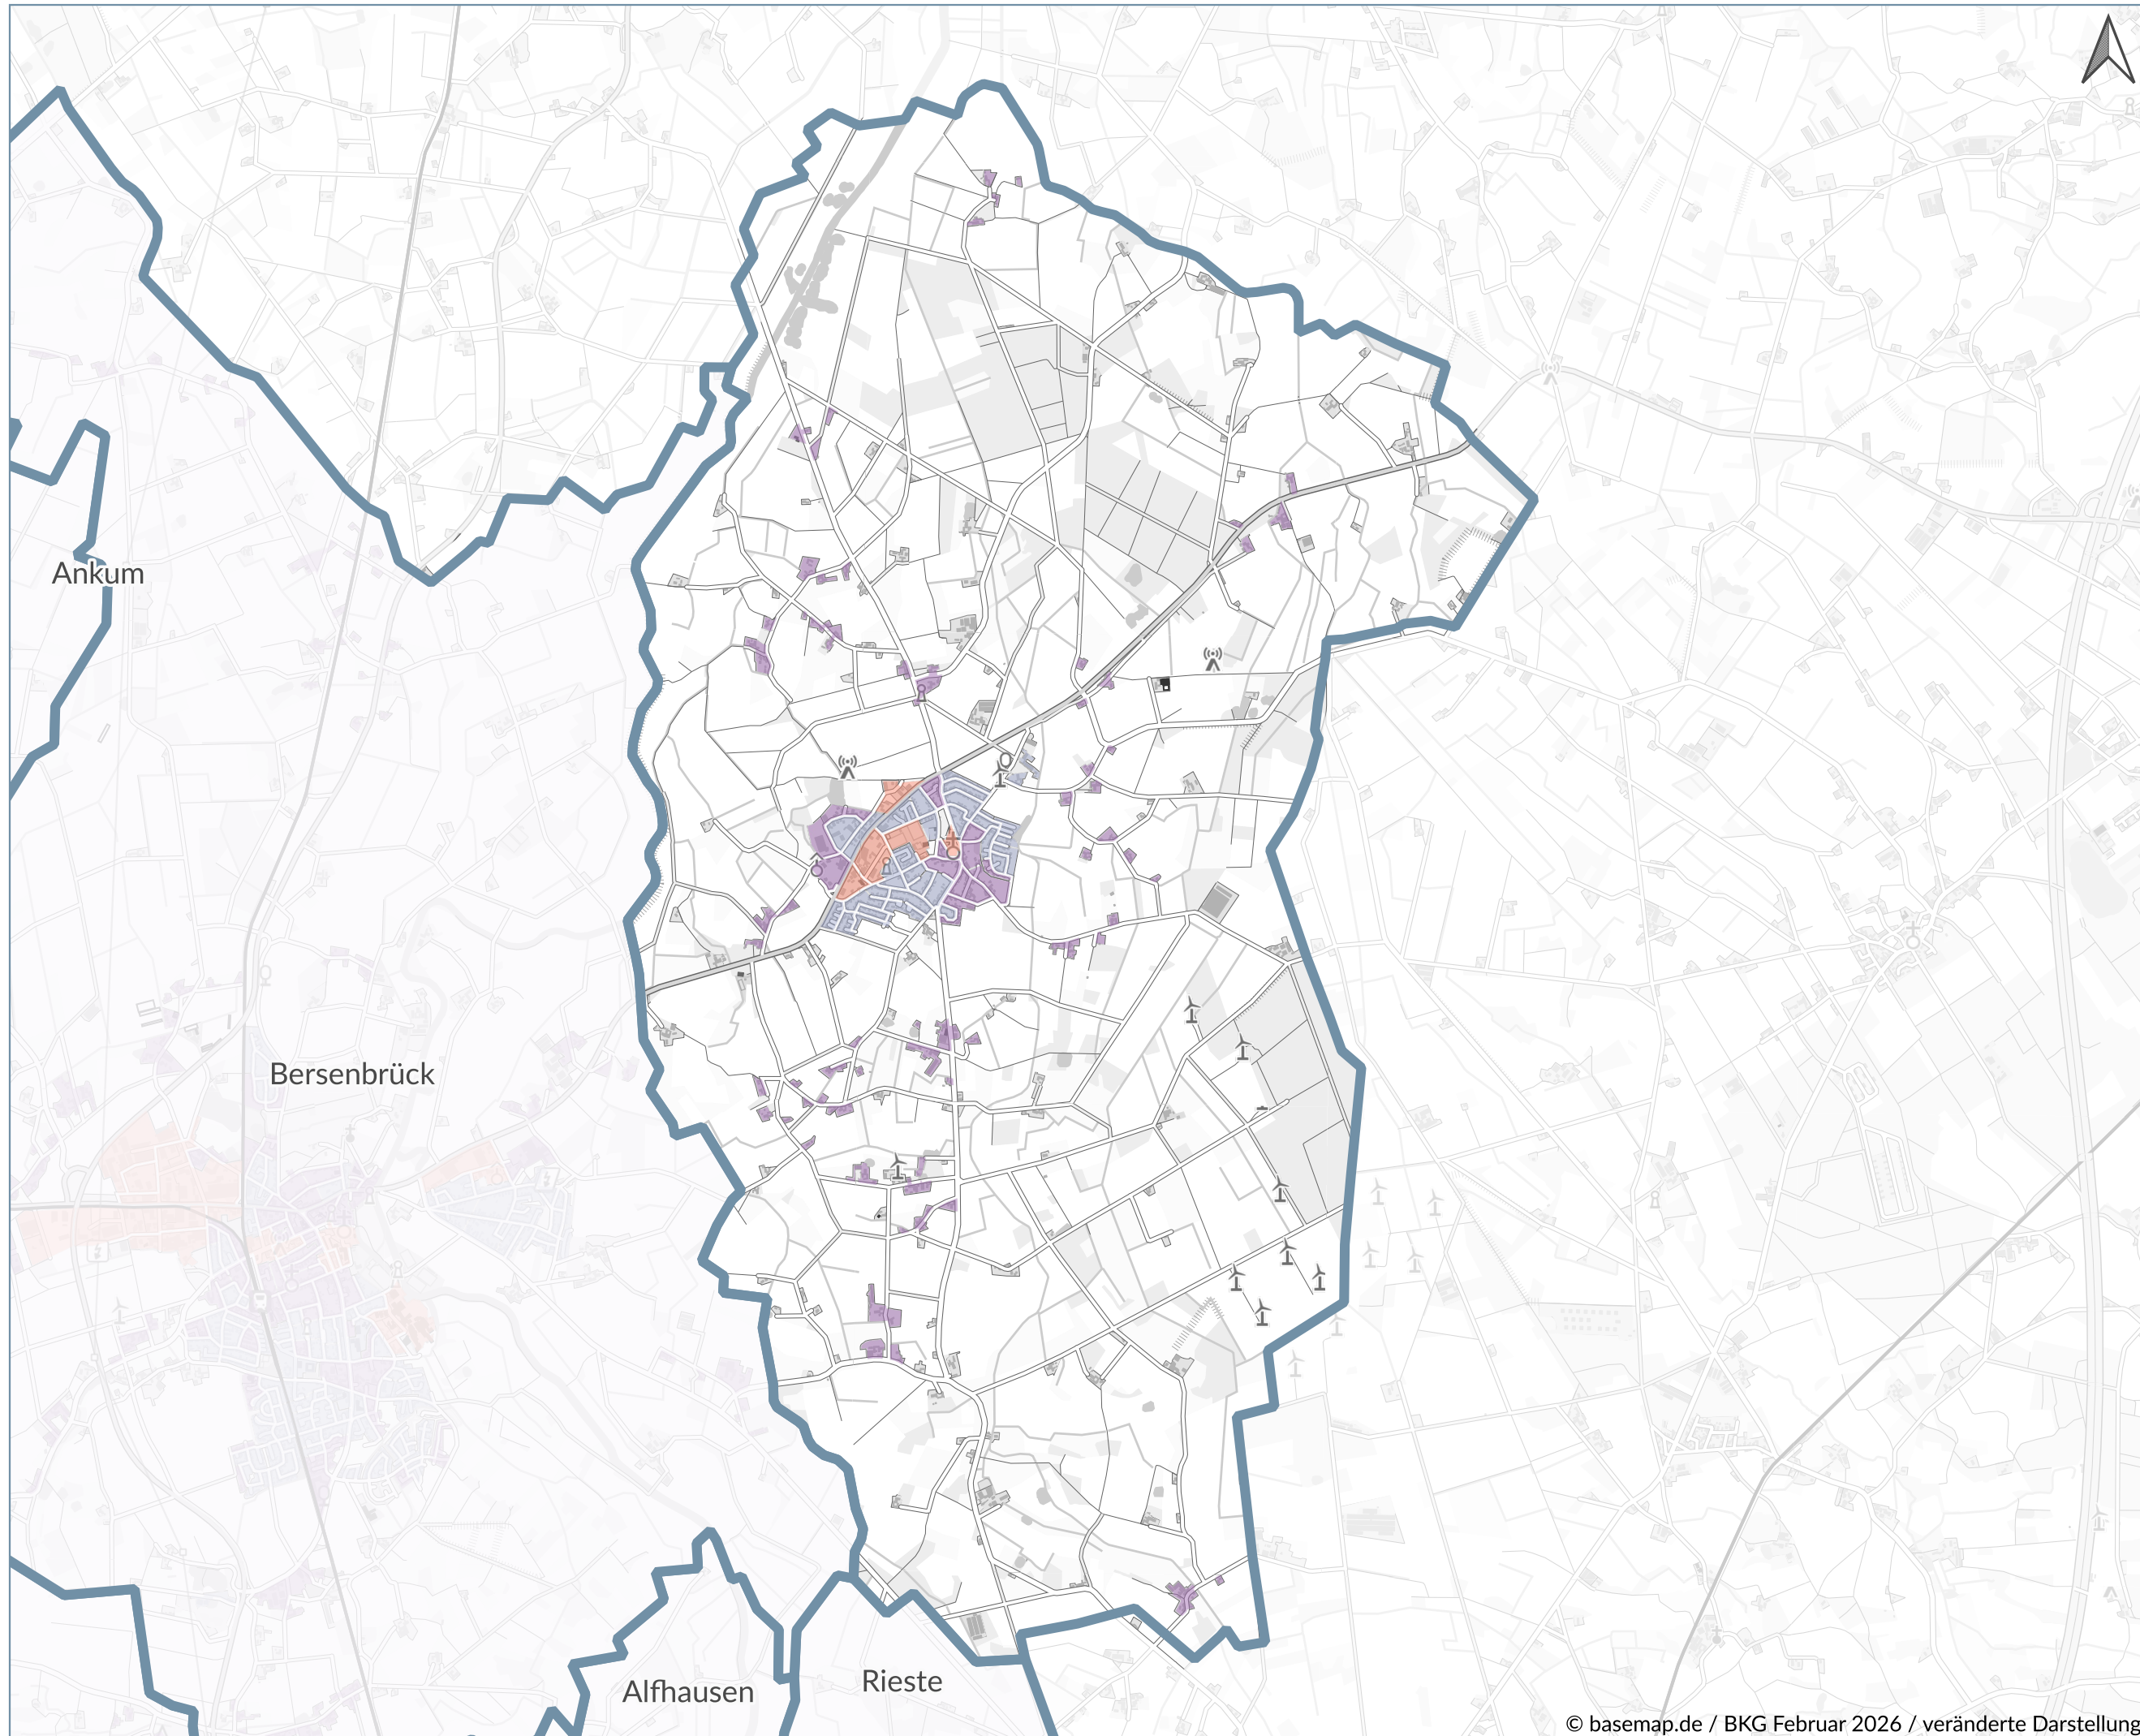 Ankum
Bersenbrück
Rieste
Alfhausen
© basemap.de / BKG Februar 2026 / veränderte Darstellung